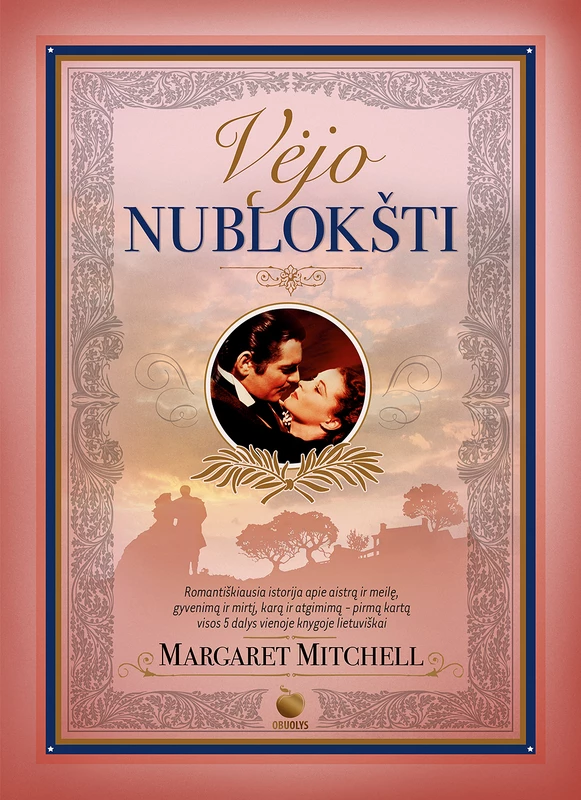 Vėjo
NUBLOKŠTI
Romantiškiausia istorija apie aistrą ir meilę,
gyvenimą ir mirtį, karą ir atgimimą – pirmą kartą
visos 5 dalys vienoje knygoje lietuviškai
MARGARET MITCHELL
OBUOLYS